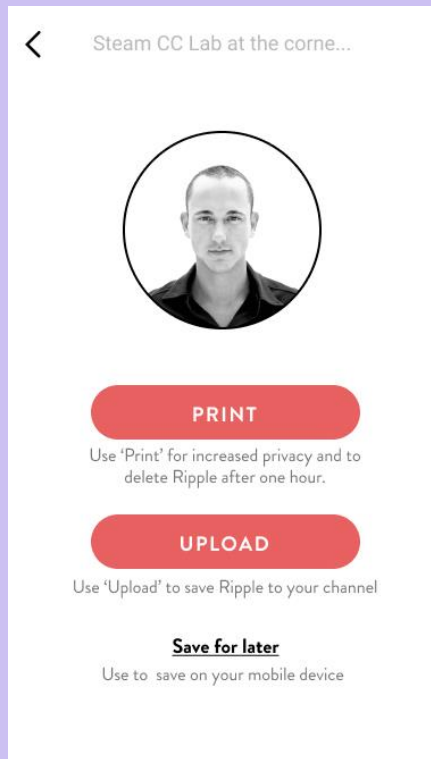 Steam CC Lab at the corne...
PRINT
Use ‘Print’ for increased privacy and to
delete Ripple after one hour.
UPLOAD
Use ‘Upload’ to save Ripple to your channel
Save for later
Use to  save on your mobile device